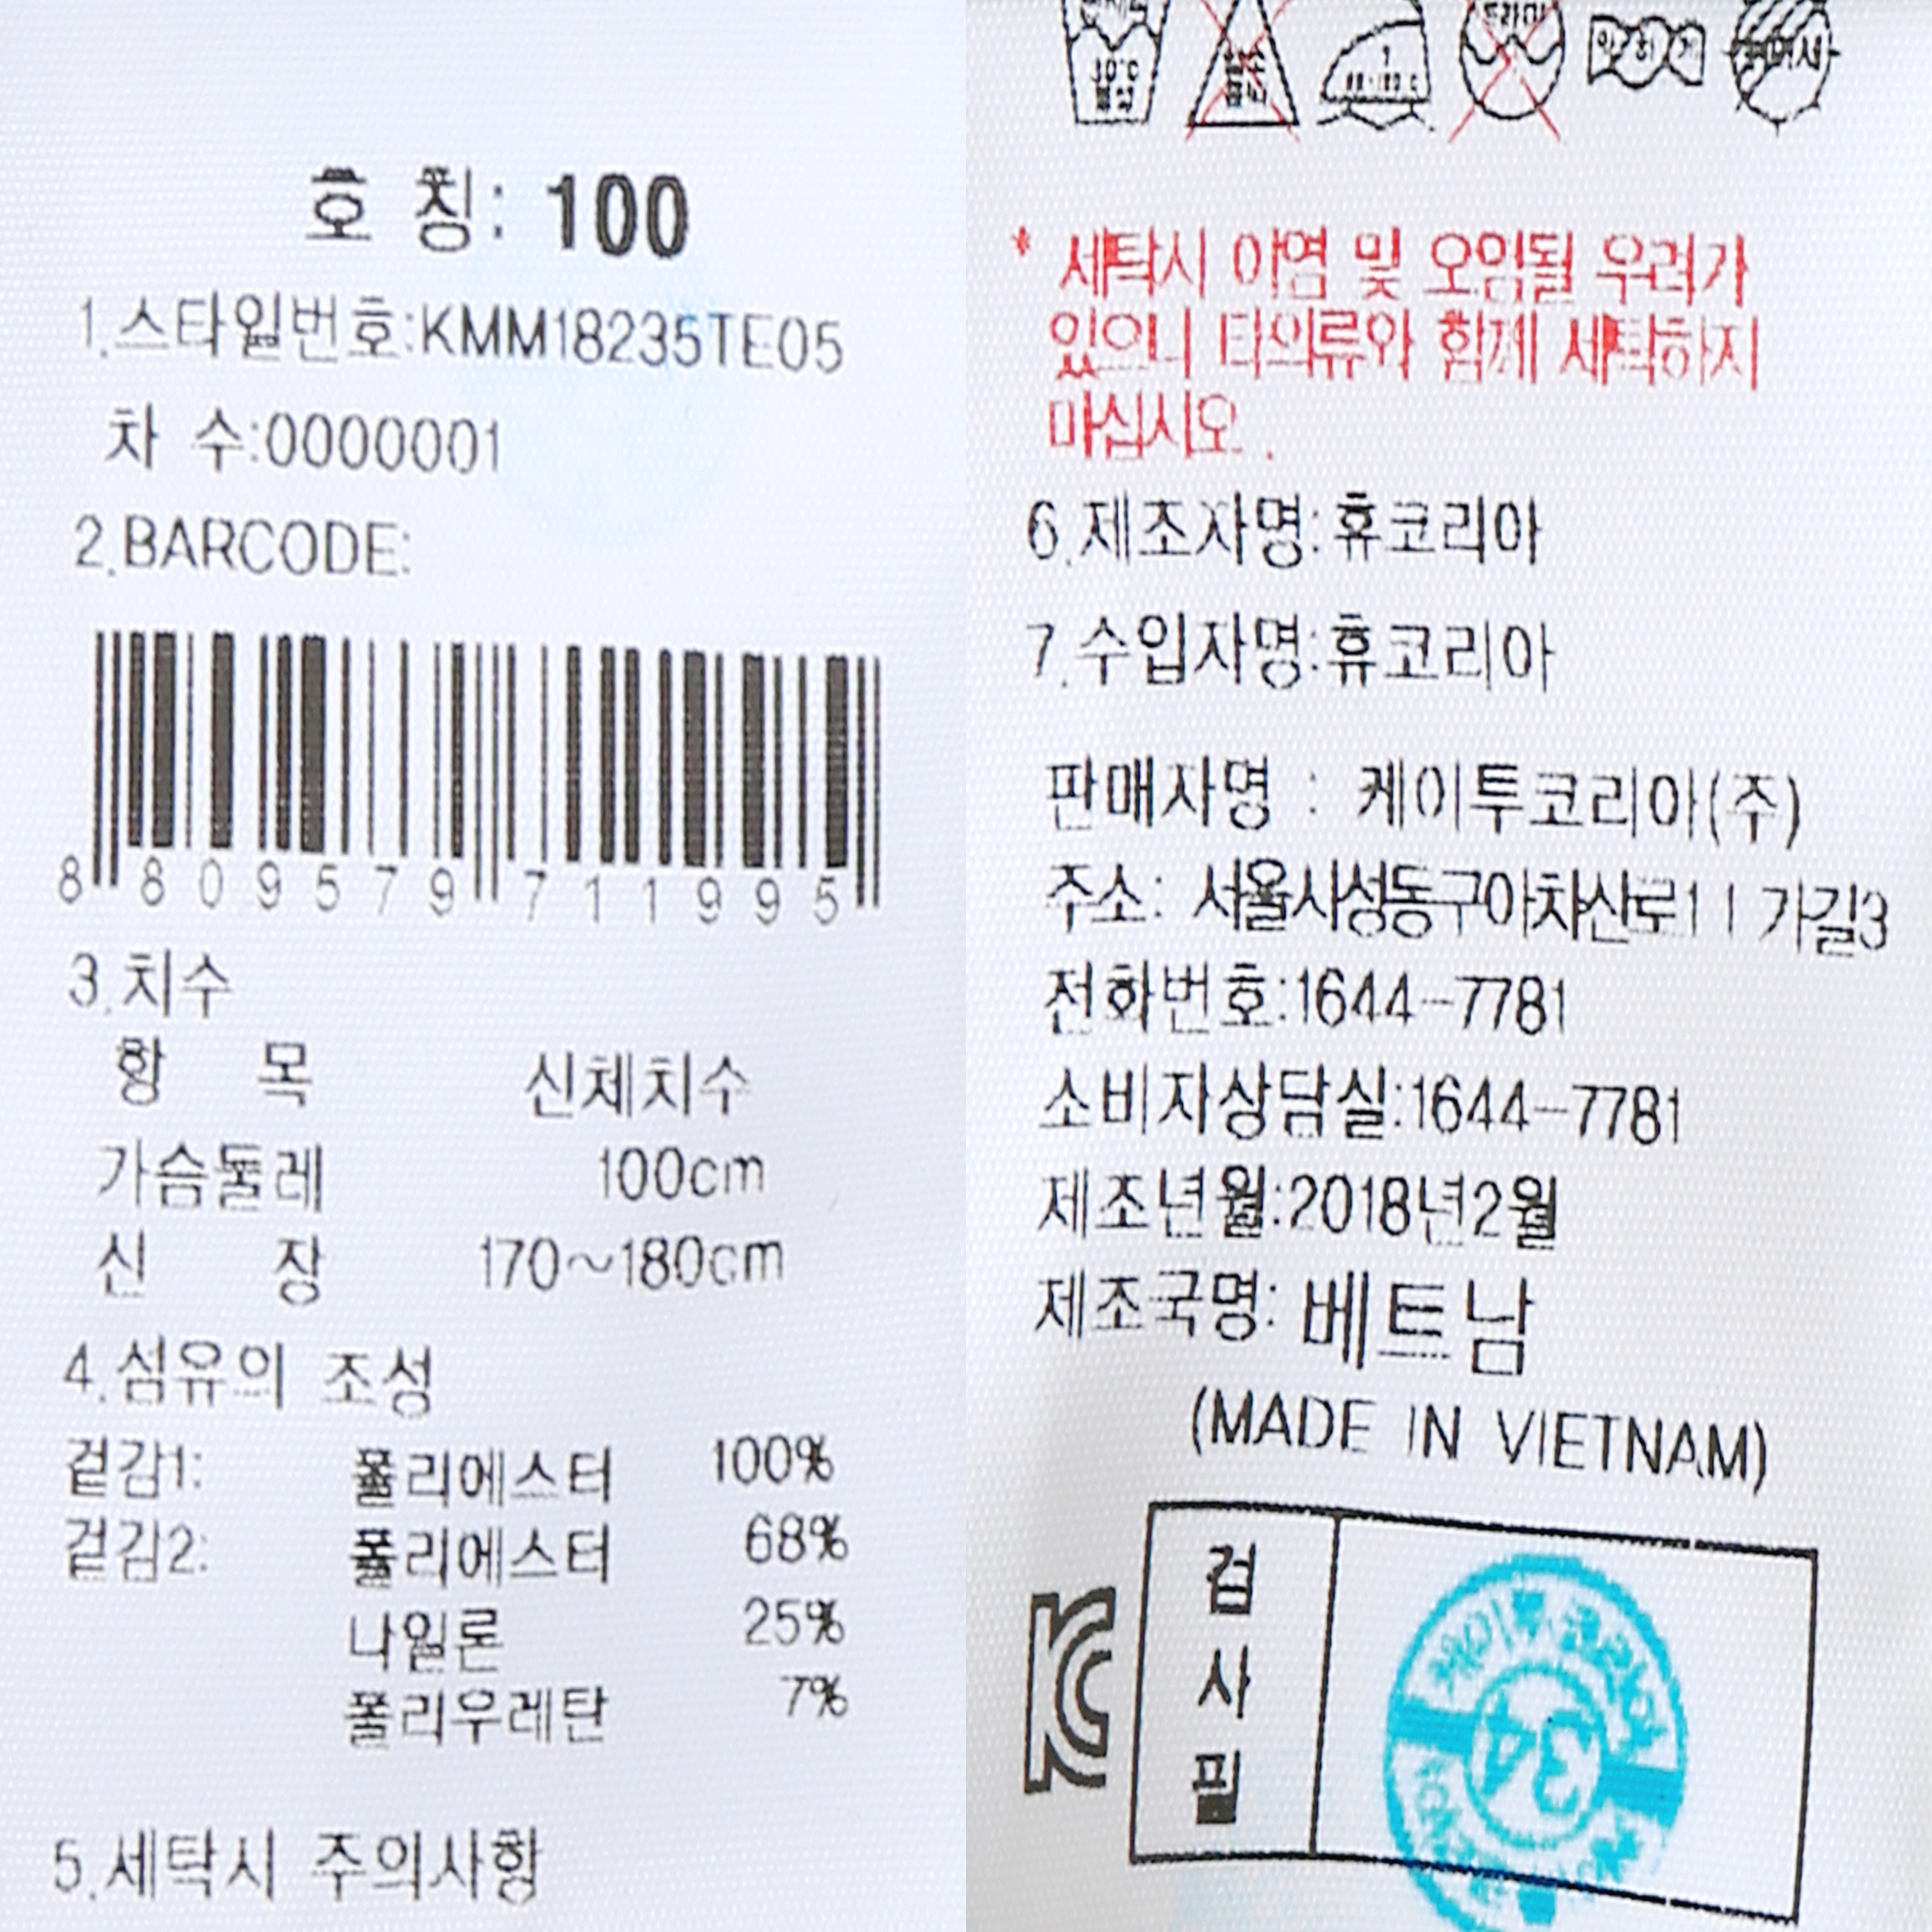 호 칭: 100
1.스타일번호:KMM18235TE05
차 수:0000001
2.BARCODE:
8 809579 711995
3.치수
항 목 신체치수
가슴둘레 100cm
신 장 170~180cm
4.섬유의 조성
겉감1: 폴리에스터 100%
겉감2: 폴리에스터 68%
나일론 25%
폴리우레탄 7%
5.세탁시 주의사항
* 세탁시 이염 및 오염될 우려가
있으니 타의류와 함께 세탁하지
마십시오.
6.제조자명:휴코리아
7.수입자명:휴코리아
판매자명 : 케이투코리아(주)
주소: 서울시성동구아차산로11가길3
전화번호:1644-7781
소비자상담실:1644-7781
제조년월:2018년2월
제조국명: 베트남
(MADE IN VIETNAM)
검
사
필
케이투코리아
34